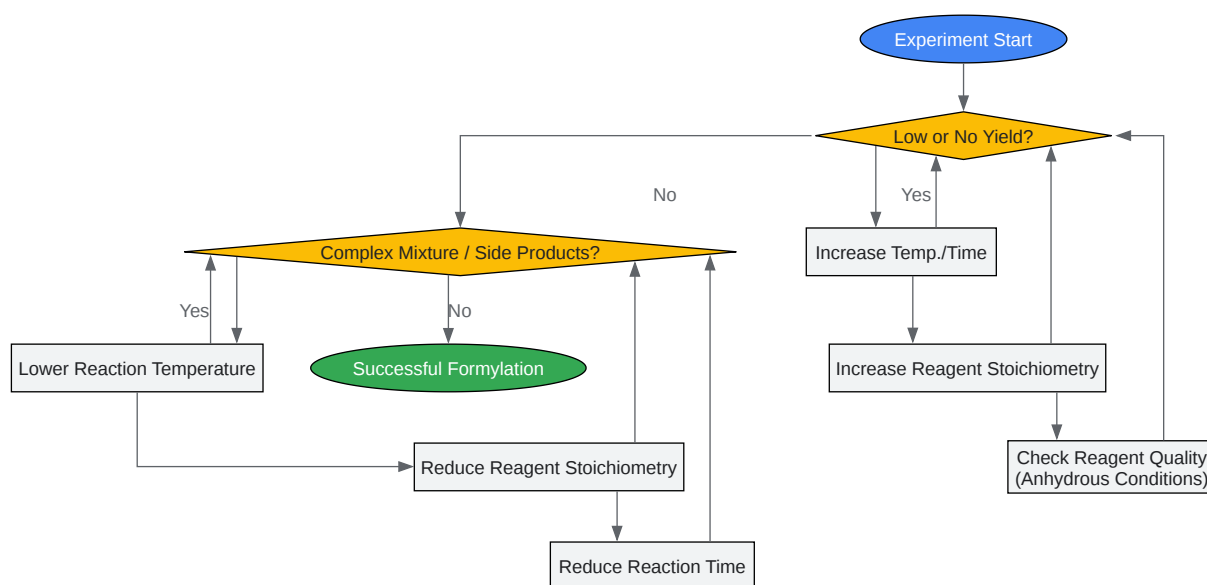 Experiment Start
Low or No Yield?
No
Yes
Complex Mixture / Side Products?
Increase Temp./Time
Yes
No
Lower Reaction Temperature
Successful Formylation
Increase Reagent Stoichiometry
Reduce Reagent Stoichiometry
Check Reagent Quality
(Anhydrous Conditions)
Reduce Reaction Time